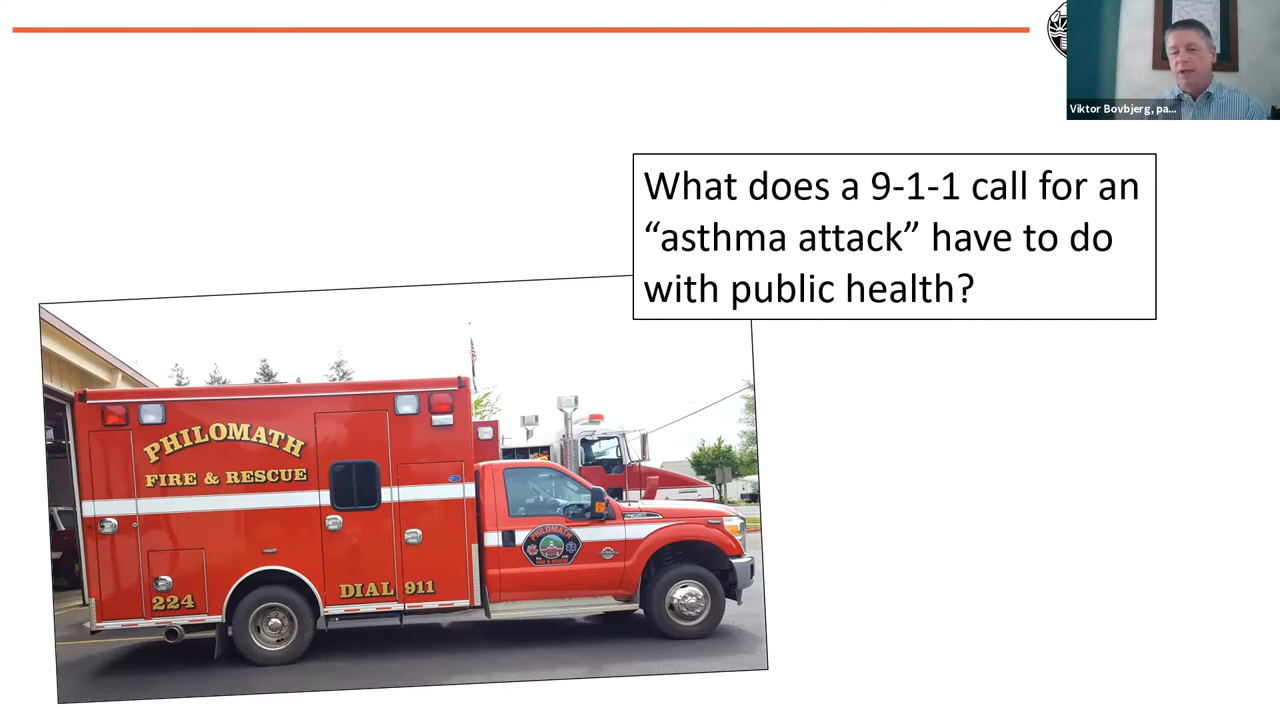 Viktor Bovbjerg, pa...
What does a 9-1-1 call for an
“asthma attack” have to do
with public health?
PHILOMATH
FIRE & RESCUE
DIAL 911
224
PHILOMATH